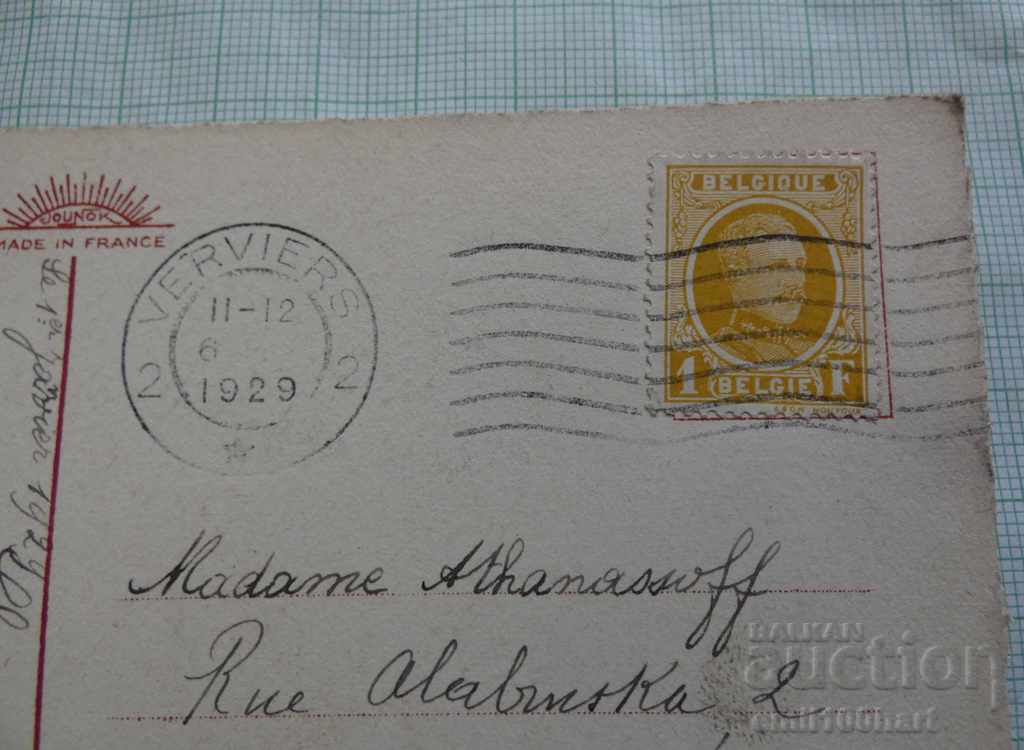 JOUNOK
MADE IN FRANCE
VERVIERS
11-12
6
1929
2 2
BELGIQUE
1 (BELGIE) F
Le 1er Janvier 1929
Madame Athanassoff
Rue Alabinska 2
BALKAN
auction
emil100hart